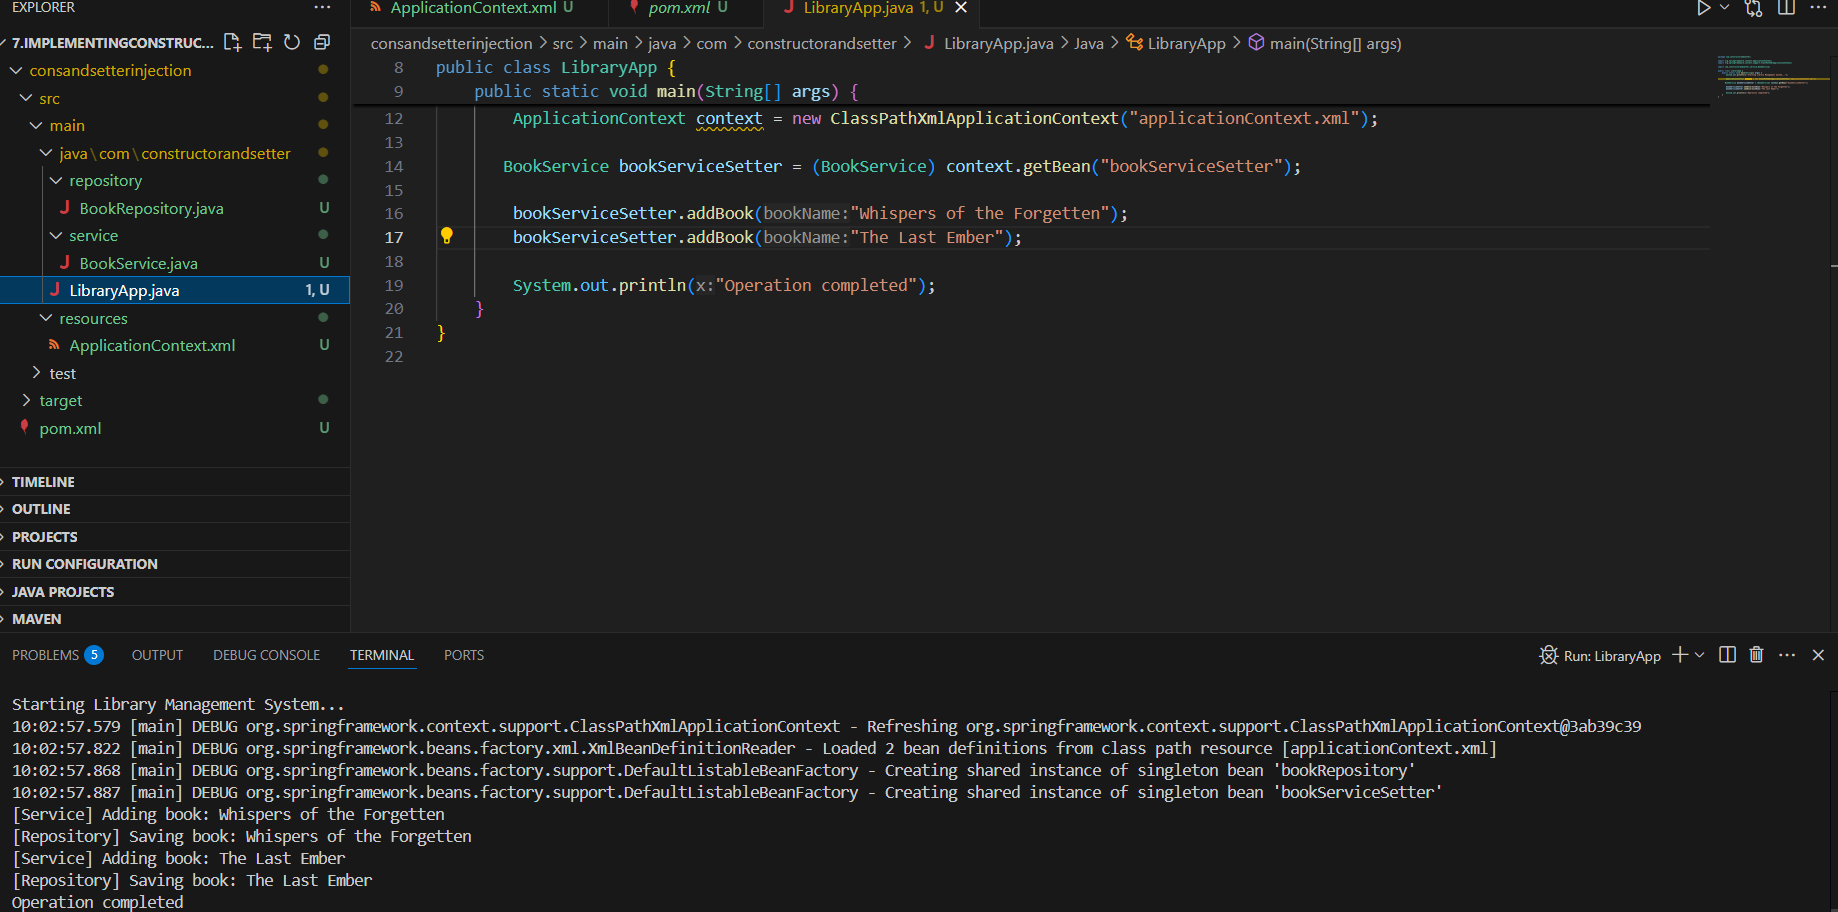 EXPLORER
7.IMPLEMENTINGCONSTRUC...
consandsetterinjection
src
main
java\com\constructorandsetter
repository
BookRepository.java U
service
BookService.java U
LibraryApp.java 1, U
resources
ApplicationContext.xml U
test
target
pom.xml U
TIMELINE
OUTLINE
PROJECTS
RUN CONFIGURATION
JAVA PROJECTS
MAVEN
ApplicationContext.xml U
pom.xml U
LibraryApp.java 1, U
consandsetterinjection > src > main > java > com > constructorandsetter > LibraryApp.java > Java > LibraryApp > main(String[] args)
8 public class LibraryApp {
9 public static void main(String[] args) {
12 ApplicationContext context = new ClassPathXmlApplicationContext("applicationContext.xml");
13
14 BookService bookServiceSetter = (BookService) context.getBean("bookServiceSetter");
15
16 bookServiceSetter.addBook(bookName:"Whispers of the Forgetten");
17 bookServiceSetter.addBook(bookName:"The Last Ember");
18
19 System.out.println(x:"Operation completed");
20 }
21 }
22
PROBLEMS 5 OUTPUT DEBUG CONSOLE TERMINAL PORTS
Run: LibraryApp
Starting Library Management System...
10:02:57.579 [main] DEBUG org.springframework.context.support.ClassPathXmlApplicationContext - Refreshing org.springframework.context.support.ClassPathXmlApplicationContext@3ab39c39
10:02:57.822 [main] DEBUG org.springframework.beans.factory.xml.XmlBeanDefinitionReader - Loaded 2 bean definitions from class path resource [applicationContext.xml]
10:02:57.868 [main] DEBUG org.springframework.beans.factory.support.DefaultListableBeanFactory - Creating shared instance of singleton bean 'bookRepository'
10:02:57.887 [main] DEBUG org.springframework.beans.factory.support.DefaultListableBeanFactory - Creating shared instance of singleton bean 'bookServiceSetter'
[Service] Adding book: Whispers of the Forgetten
[Repository] Saving book: Whispers of the Forgetten
[Service] Adding book: The Last Ember
[Repository] Saving book: The Last Ember
Operation completed